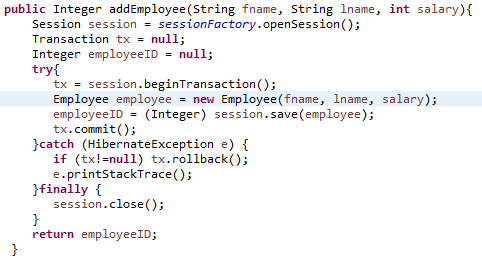 public Integer addEmployee(String fname, String lname, int salary){
Session session = sessionFactory.openSession();
Transaction tx = null;
Integer employeeID = null;
try{
tx = session.beginTransaction();
Employee employee = new Employee(fname, lname, salary);
employeeID = (Integer) session.save(employee);
tx.commit();
}catch (HibernateException e) {
if (tx!=null) tx.rollback();
e.printStackTrace();
}finally {
session.close();
}
return employeeID;
}